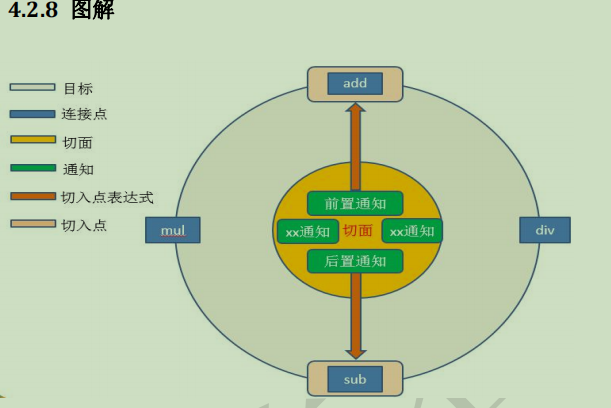 4.2.8 图解
目标
连接点
切面
通知
切入点表达式
切入点
add
前置通知
xx通知 切面 xx通知
后置通知
mul
div
sub